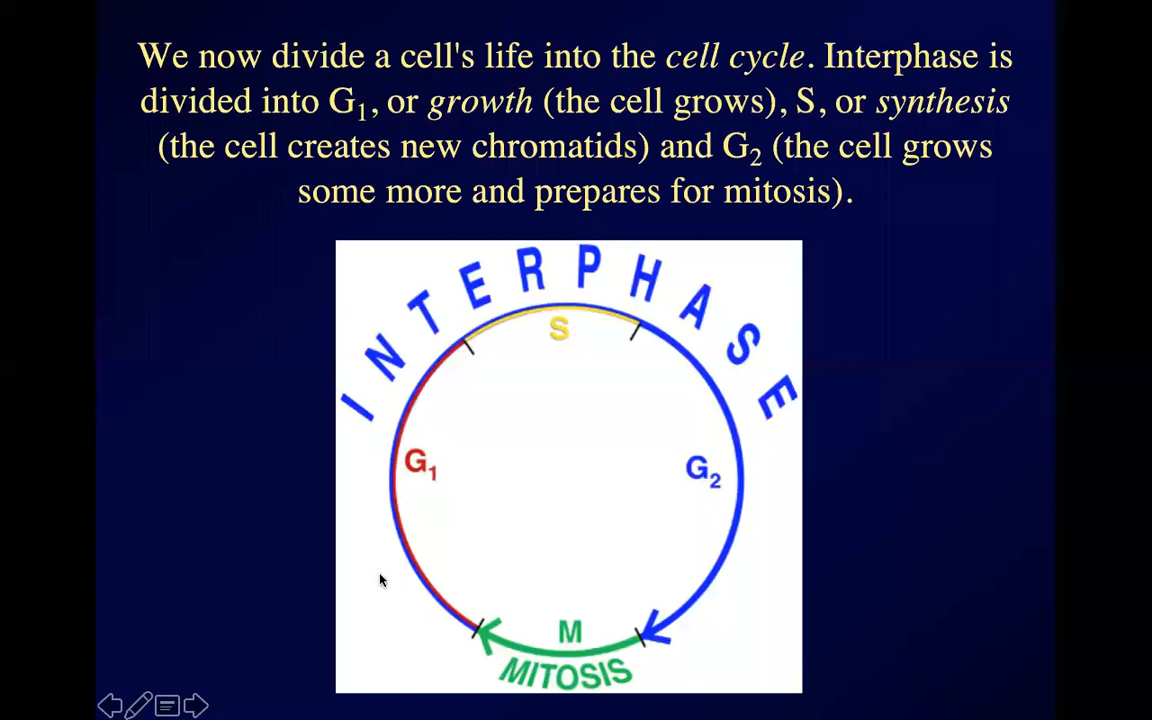 We now divide a cell's life into the cell cycle. Interphase is
divided into G₁, or growth (the cell grows), S, or synthesis
(the cell creates new chromatids) and G₂ (the cell grows
some more and prepares for mitosis).
INTERPHASE
S
G₁
G₂
M
MITOSIS